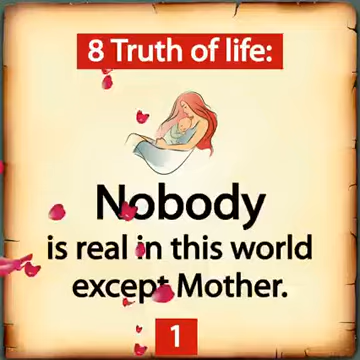 8 Truth of life:
Nobody
is real in this world
except Mother.
1